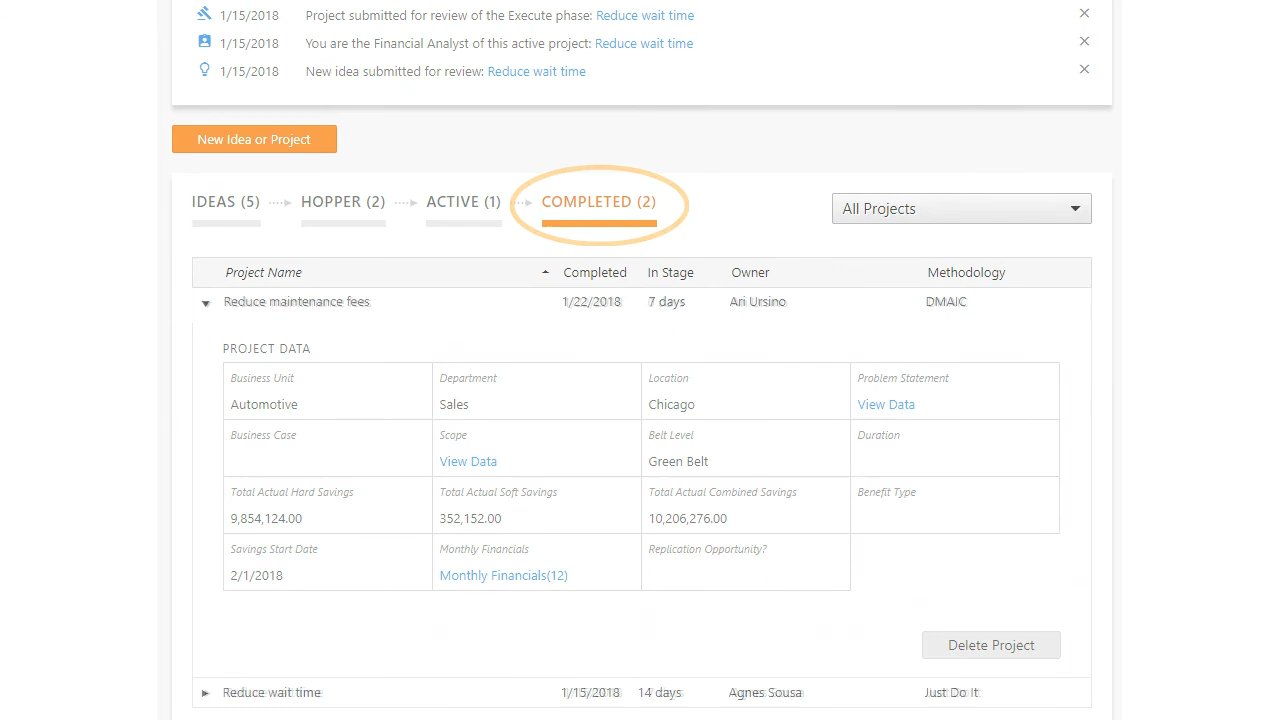 1/15/2018 Project submitted for review of the Execute phase: Reduce wait time
1/15/2018 You are the Financial Analyst of this active project: Reduce wait time
1/15/2018 New idea submitted for review: Reduce wait time
New Idea or Project
IDEAS (5) HOPPER (2) ACTIVE (1) COMPLETED (2) All Projects
Project Name Completed In Stage Owner Methodology
Reduce maintenance fees 1/22/2018 7 days Ari Ursino DMAIC
PROJECT DATA
Business Unit Department Location Problem Statement
Automotive Sales Chicago View Data
Business Case Scope Belt Level Duration
View Data Green Belt
Total Actual Hard Savings Total Actual Soft Savings Total Actual Combined Savings Benefit Type
9,854,124.00 352,152.00 10,206,276.00
Savings Start Date Monthly Financials Replication Opportunity?
2/1/2018 Monthly Financials(12)
Delete Project
Reduce wait time 1/15/2018 14 days Agnes Sousa Just Do It